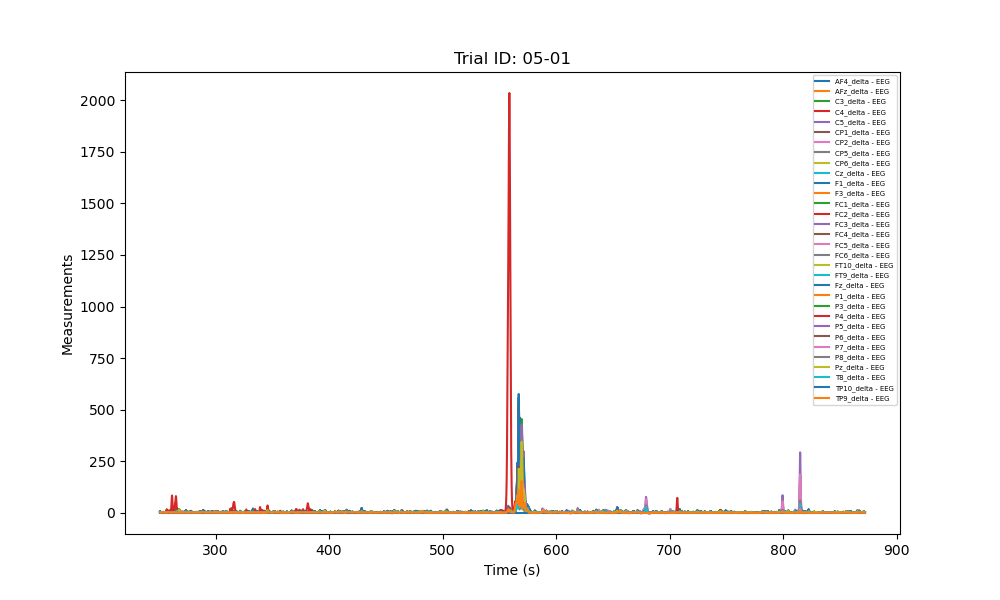 Trial ID: 05-01
Measurements
2000
1750
1500
1250
1000
750
500
250
0
300
400
500
600
700
800
900
Time (s)
AF4_delta - EEG
AFz_delta - EEG
C3_delta - EEG
C4_delta - EEG
C5_delta - EEG
CP1_delta - EEG
CP2_delta - EEG
CP5_delta - EEG
CP6_delta - EEG
Cz_delta - EEG
F1_delta - EEG
F3_delta - EEG
FC1_delta - EEG
FC2_delta - EEG
FC3_delta - EEG
FC4_delta - EEG
FC5_delta - EEG
FC6_delta - EEG
FT10_delta - EEG
FT9_delta - EEG
Fz_delta - EEG
P1_delta - EEG
P3_delta - EEG
P4_delta - EEG
P5_delta - EEG
P6_delta - EEG
P7_delta - EEG
P8_delta - EEG
Pz_delta - EEG
T8_delta - EEG
TP10_delta - EEG
TP9_delta - EEG